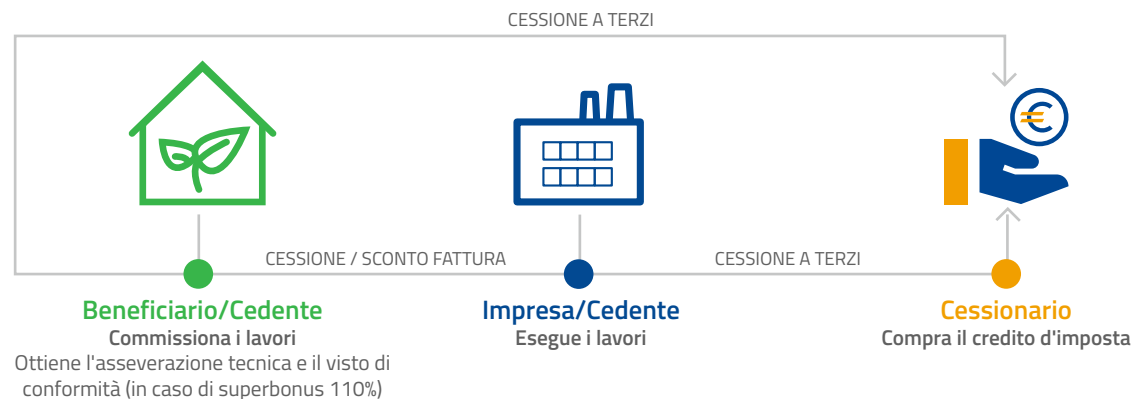 CESSIONE A TERZI
€
CESSIONE / SCONTO FATTURA
CESSIONE A TERZI
Beneficiario/Cedente
Commissiona i lavori
Ottiene l'asseverazione tecnica e il visto di
conformità (in caso di superbonus 110%)
Impresa/Cedente
Esegue i lavori
Cessionario
Compra il credito d'imposta